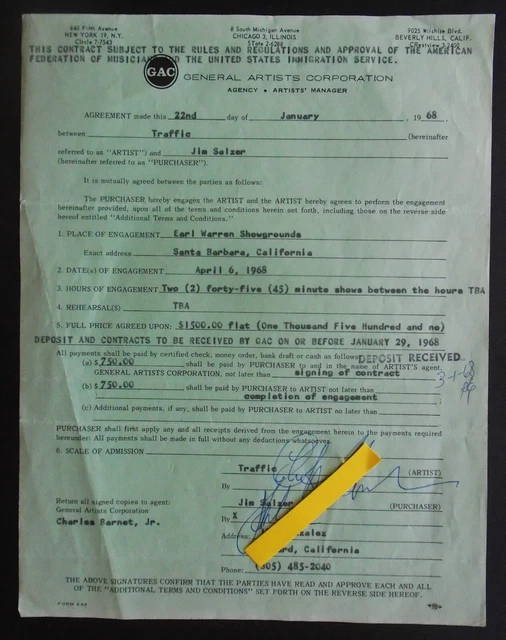 640 Fifth Avenue
NEW YORK 19, N.Y.
Circle 7-7543
8 South Michigan Avenue
CHICAGO 3, ILLINOIS
STate 2-6288
9025 Wilshire Blvd.
BEVERLY HILLS, CALIF.
CRestview 3-2400
THIS CONTRACT SUBJECT TO THE RULES AND REGULATIONS AND APPROVAL OF THE AMERICAN
FEDERATION OF MUSICIANS AND THE UNITED STATES IMMIGRATION SERVICE.
GAC GENERAL ARTISTS CORPORATION
AGENCY • ARTISTS' MANAGER
AGREEMENT made this 22nd day of January, 1968
between Traffic (hereinafter
referred to as "ARTIST") and Jim Salzer
(hereinafter referred to as "PURCHASER").
It is mutually agreed between the parties as follows:
The PURCHASER hereby engages the ARTIST and the ARTIST hereby agrees to perform the engagement
hereinafter provided, upon all of the terms and conditions herein set forth, including those on the reverse side
hereof entitled "Additional Terms and Conditions."
1. PLACE OF ENGAGEMENT Earl Warren Showgrounds
Exact address Santa Barbara, California
2. DATE(S) OF ENGAGEMENT April 6, 1968
3. HOURS OF ENGAGEMENT Two (2) forty-five (45) minute shows between the hours TBA
4. REHEARSAL(S) TBA
5. FULL PRICE AGREED UPON: $1500.00 flat (One Thousand Five Hundred and no)
DEPOSIT AND CONTRACTS TO BE RECEIVED BY GAC ON OR BEFORE JANUARY 29, 1968
All payments shall be paid by certified check, money order, bank draft or cash as follows:
DEPOSIT RECEIVED
(a) $750.00 shall be paid by PURCHASER to and in the name of ARTIST'S agent,
GENERAL ARTISTS CORPORATION, not later than signing of contract
3-1-68
(b) $750.00 shall be paid by PURCHASER to ARTIST not later than
completion of engagement
(c) Additional payments, if any, shall be paid by PURCHASER to ARTIST no later than
PURCHASER shall first apply any and all receipts derived from the engagement herein to the payments required
hereunder: All payments shall be made in full without any deductions whatsoever.
6. SCALE OF ADMISSION
Traffic (ARTIST)
By
Return all signed copies to agent:
General Artists Corporation
Charles Barnet, Jr.
Jim Salzer (PURCHASER)
By X
Address:
rd, California
Phone: (805) 485-2040
THE ABOVE SIGNATURES CONFIRM THAT THE PARTIES HAVE READ AND APPROVE EACH AND ALL
OF THE "ADDITIONAL TERMS AND CONDITIONS" SET FORTH ON THE REVERSE SIDE HEREOF.